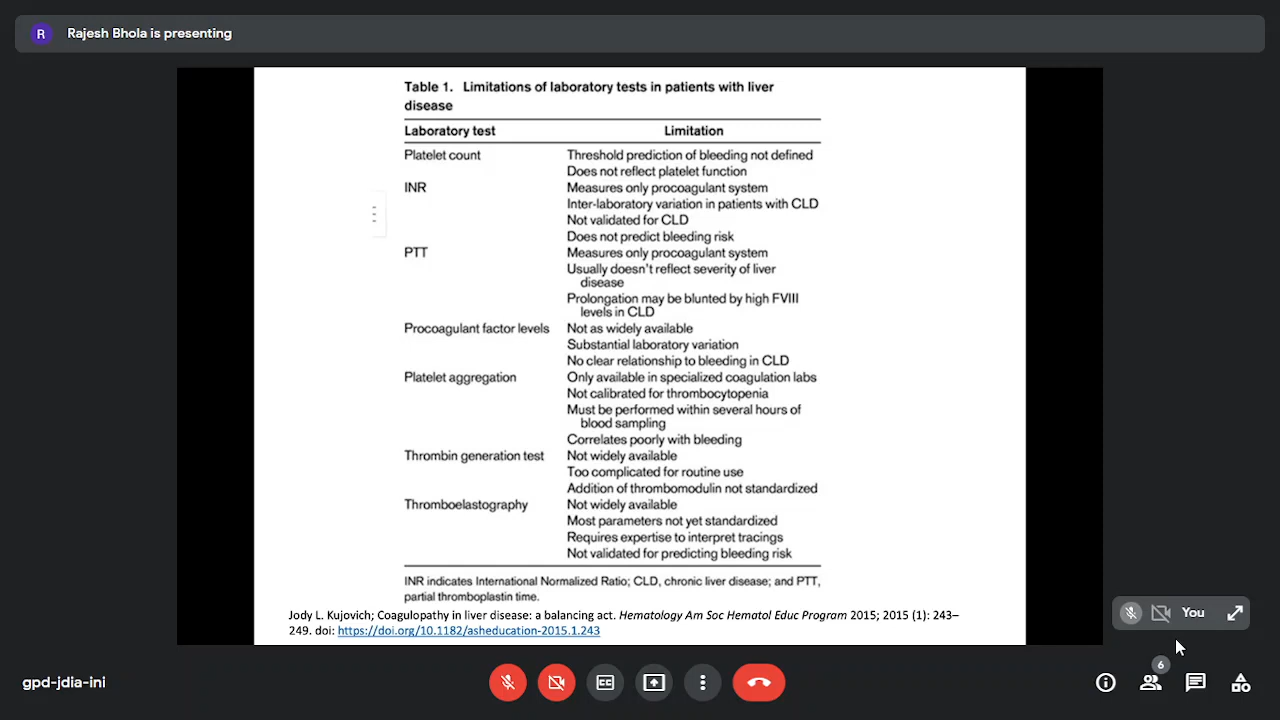 R Rajesh Bhola is presenting
Table 1. Limitations of laboratory tests in patients with liver
disease
Laboratory test Limitation
Platelet count Threshold prediction of bleeding not defined
Does not reflect platelet function
INR Measures only procoagulant system
Inter-laboratory variation in patients with CLD
Not validated for CLD
Does not predict bleeding risk
PTT Measures only procoagulant system
Usually doesn't reflect severity of liver
disease
Prolongation may be blunted by high FVIII
levels in CLD
Procoagulant factor levels Not as widely available
Substantial laboratory variation
No clear relationship to bleeding in CLD
Platelet aggregation Only available in specialized coagulation labs
Not calibrated for thrombocytopenia
Must be performed within several hours of
blood sampling
Correlates poorly with bleeding
Thrombin generation test Not widely available
Too complicated for routine use
Addition of thrombomodulin not standardized
Thromboelastography Not widely available
Most parameters not yet standardized
Requires expertise to interpret tracings
Not validated for predicting bleeding risk
INR indicates International Normalized Ratio; CLD, chronic liver disease; and PTT,
partial thromboplastin time.
Jody L. Kujovich; Coagulopathy in liver disease: a balancing act. Hematology Am Soc Hematol Educ Program 2015; 2015 (1): 243–
249. doi: https://doi.org/10.1182/asheducation-2015.1.243
You
6
gpd-jdia-ini
CC